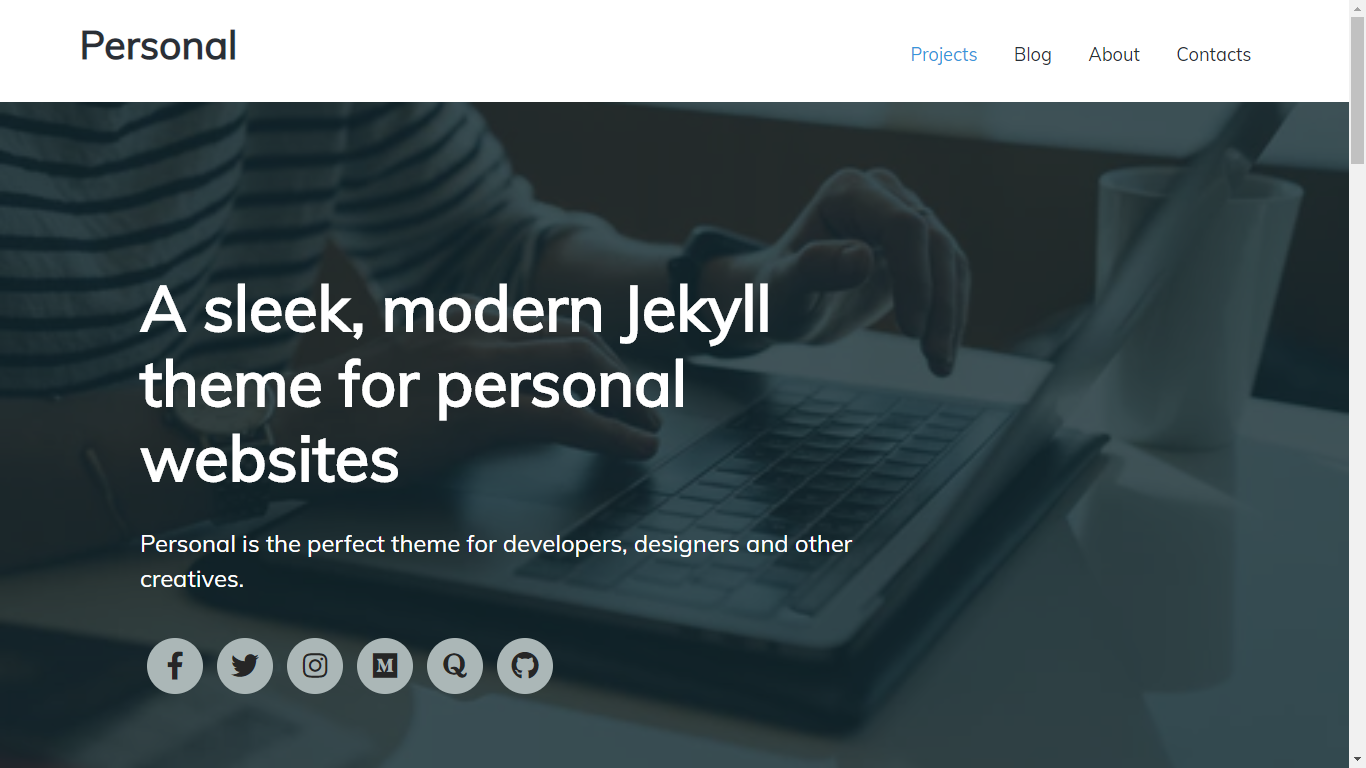 Personal
Projects Blog About Contacts
A sleek, modern Jekyll
theme for personal
websites
Personal is the perfect theme for developers, designers and other
creatives.